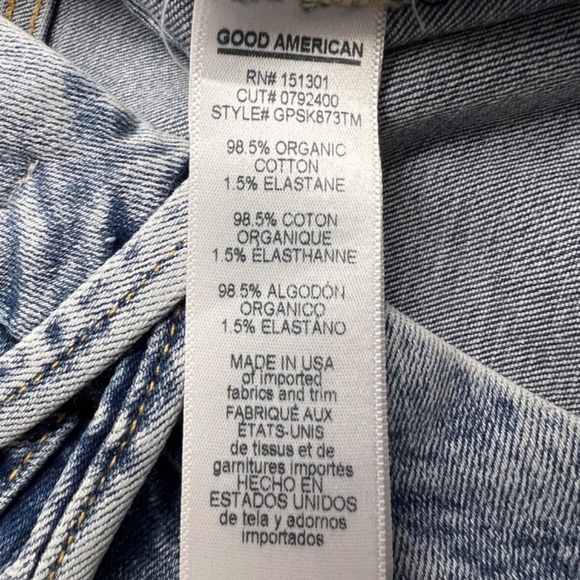 GOOD AMERICAN
RN# 151301
CUT# 0792400
STYLE# GPSK873TM
98.5% ORGANIC
COTTON
1.5% ELASTANE
98.5% COTON
ORGANIQUE
1.5% ÉLASTHANNE
98.5% ALGODÓN
ORGÁNICO
1.5% ELASTANO
MADE IN USA
of imported
fabrics and trim
FABRIQUÉ AUX
ÉTATS-UNIS
de tissus et de
garnitures importés
HECHO EN
ESTADOS UNIDOS
de tela y adornos
importados